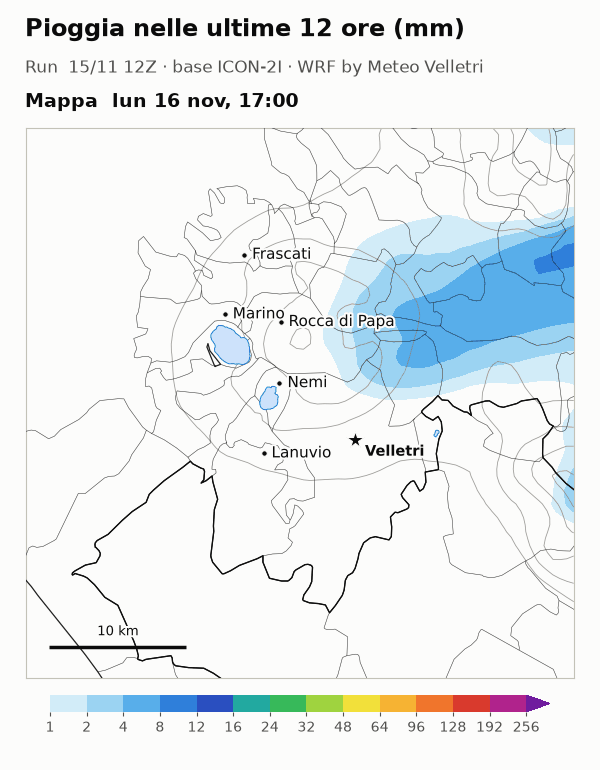 Pioggia nelle ultime 12 ore (mm)
Run  15/11 12Z · base ICON-2I · WRF by Meteo Velletri
Mappa  lun 16 nov, 17:00
Frascati
Marino
Rocca di Papa
Nemi
Velletri
Lanuvio
10 km
1 2 4 8 12 16 24 32 48 64 96 128 192 256